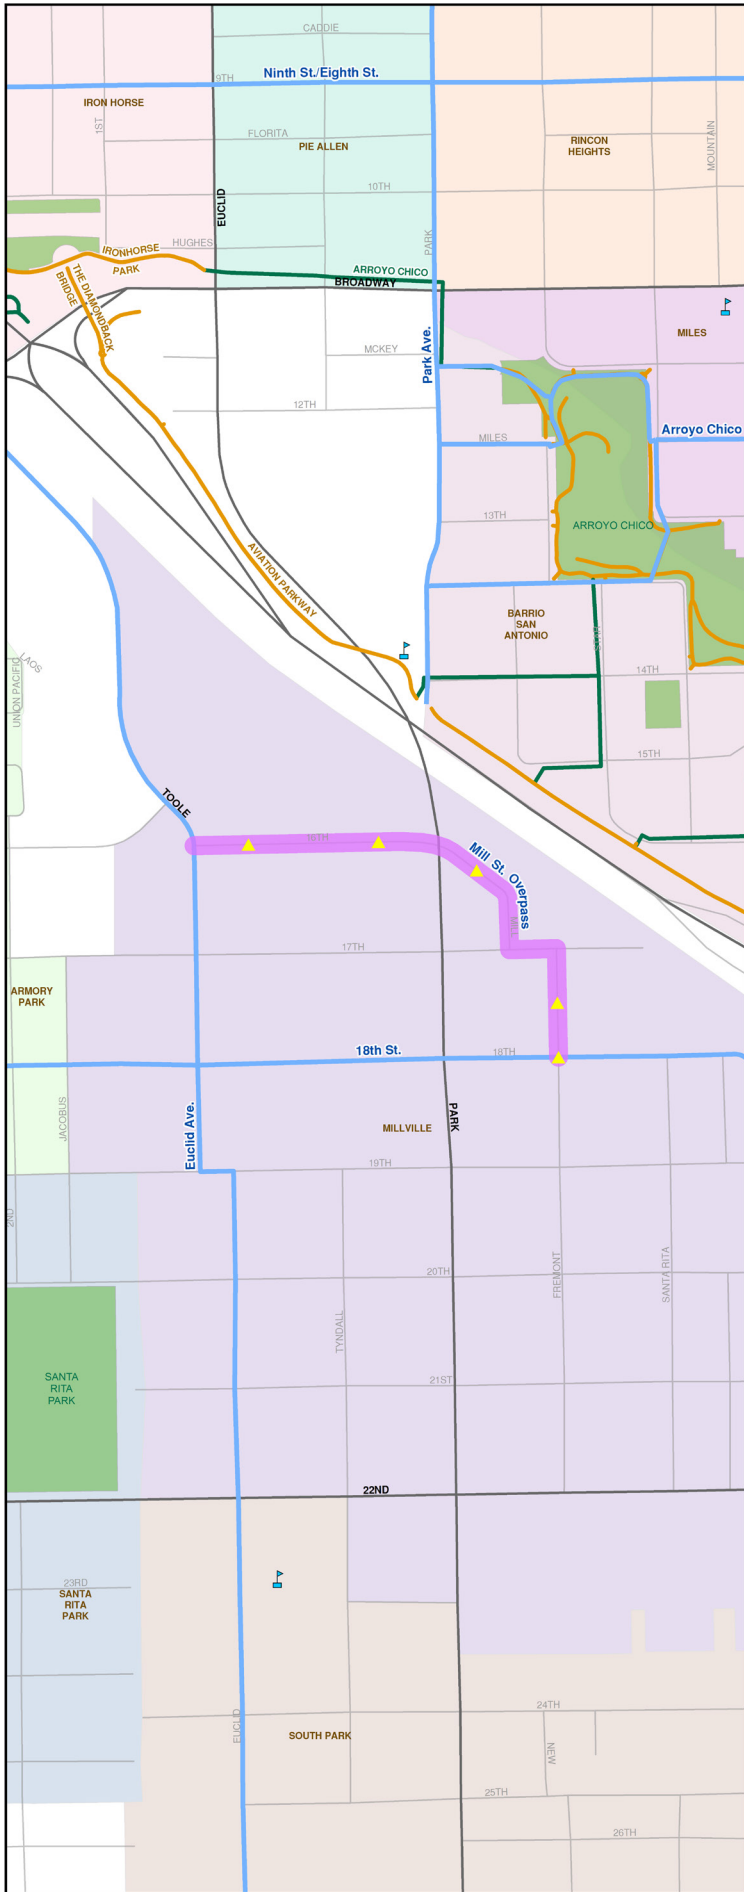 CADDIE
Ninth St./Eighth St.
9TH
IRON HORSE
1ST
FLORITA
PIE ALLEN
RINCON
HEIGHTS
MOUNTAIN
10TH
EUCLID
PARK
HUGHES
IRONHORSE
PARK
ARROYO CHICO
BROADWAY
THE DIAMONDBACK
BRIDGE
MILES
MCKEY
Park Ave.
12TH
MILES
Arroyo Chico
13TH
ARROYO CHICO
AVIATION PARKWAY
BARRIO
SAN
ANTONIO
LAOS
UNION PACIFIC
14TH
15TH
TOOLE
16TH
Mill St. Overpass
MILL
17TH
ARMORY
PARK
18th St.
18TH
JACOBUS
Euclid Ave.
MILLVILLE
PARK
19TH
2ND
20TH
FREMONT
SANTA RITA
TYNDALL
SANTA
RITA
PARK
21ST
22ND
23RD
SANTA
RITA
PARK
24TH
EUCLID
SOUTH PARK
NEW
25TH
26TH